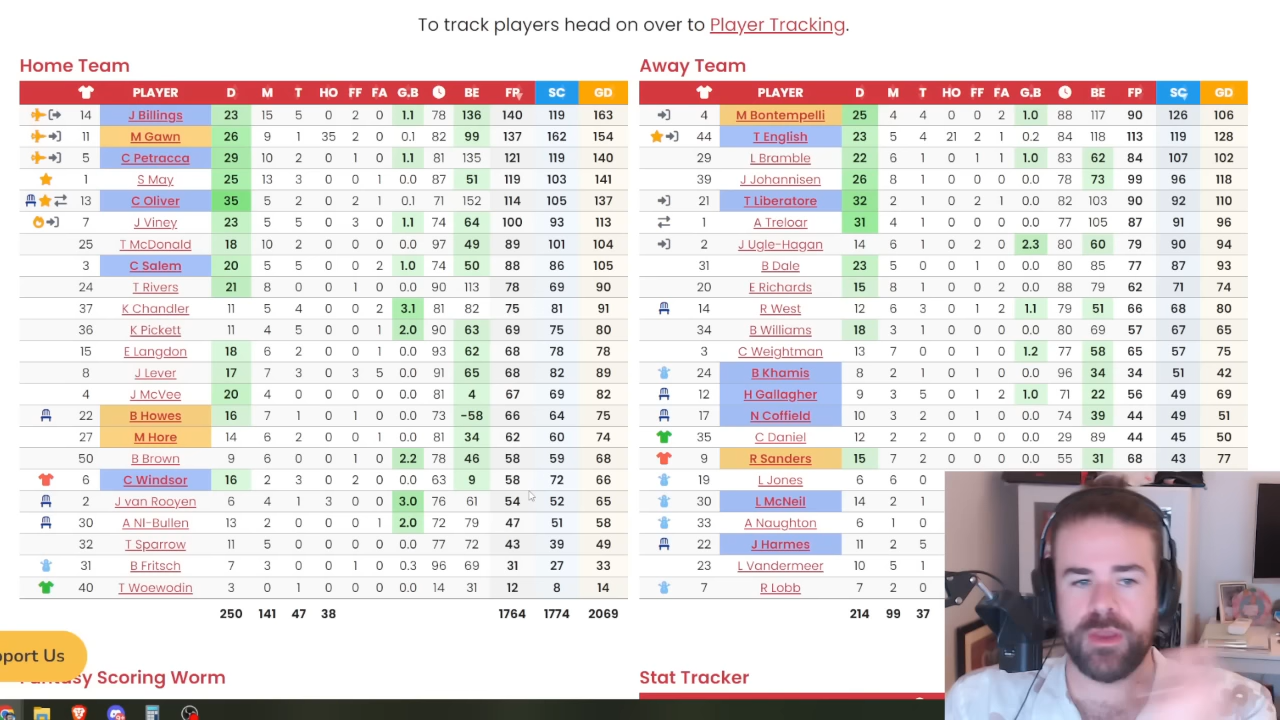 To track players head on over to Player Tracking.
Home Team
PLAYER D M T HO FF FA G.B BE FP SC GD
14 J Billings 23 15 5 0 2 0 1.1 78 136 140 119 163
11 M Gawn 26 9 1 35 2 0 0.1 82 99 137 162 154
5 C Petracca 29 10 2 0 1 0 1.1 81 135 121 119 140
1 S May 25 13 3 0 0 1 0.0 87 51 119 103 141
13 C Oliver 35 5 2 0 2 1 0.1 71 152 114 105 137
7 J Viney 23 5 5 0 3 0 1.1 74 64 100 93 113
25 T McDonald 18 10 2 0 0 0 0.0 97 49 89 101 104
3 C Salem 20 5 5 0 0 2 1.0 74 50 88 86 105
24 T Rivers 21 8 0 0 1 0 0.0 90 113 78 69 90
37 K Chandler 11 5 4 0 0 1 3.1 81 82 75 81 91
36 K Pickett 11 4 5 0 1 0 2.0 90 63 69 75 80
15 E Langdon 18 6 2 0 0 1 0.0 93 62 68 78 78
8 J Lever 17 7 3 0 3 5 0.0 91 65 68 82 89
4 J McVee 20 4 0 0 0 0 0.0 81 4 67 69 82
22 B Howes 16 7 1 0 1 0 0.0 73 -58 66 64 75
27 M Hore 14 6 2 0 0 1 0.0 81 34 62 60 74
50 B Brown 9 6 0 0 1 0 2.2 78 46 58 59 68
6 C Windsor 16 2 3 0 2 0 0.0 63 9 58 72 66
2 J van Rooyen 6 4 1 3 0 0 3.0 76 61 54 52 65
30 A NI-Bullen 13 2 0 0 0 1 2.0 72 79 47 51 58
32 T Sparrow 11 5 0 0 0 0 0.0 77 72 43 39 49
31 B Fritsch 7 3 0 0 1 0 0.3 96 69 31 27 33
40 T Woewodin 3 0 1 0 0 0 0.0 14 31 12 8 14
250 141 47 38 1764 1774 2069
Away Team
PLAYER D M T HO FF FA G.B BE FP SC GD
4 M Bontempelli 25 4 4 0 0 2 1.0 88 117 90 126 106
44 T English 23 5 4 21 2 1 0.2 84 118 113 119 128
29 L Bramble 22 6 1 0 1 1 1.0 83 62 84 107 102
39 J Johannisen 26 8 1 0 0 0 0.0 78 73 99 96 118
21 T Liberatore 32 2 1 0 2 1 0.0 82 103 90 92 110
1 A Treloar 31 4 1 0 0 0 0.0 77 105 87 91 96
2 J Ugle-Hagan 14 6 1 0 2 0 2.3 80 60 79 90 94
31 B Dale 23 5 0 0 1 0 0.0 80 85 77 87 93
20 E Richards 15 8 1 0 0 2 0.0 88 79 62 71 74
14 R West 12 6 3 0 1 2 1.1 79 51 66 68 80
34 B Williams 18 3 1 0 0 0 0.0 80 69 57 67 65
3 C Weightman 13 7 0 0 1 0 1.2 77 58 65 57 75
24 B Khamis 8 2 1 0 1 0 0.0 96 34 34 51 42
12 H Gallagher 9 3 5 0 1 2 1.0 71 22 56 49 69
17 N Coffield 10 3 2 0 1 0 0.0 74 39 44 49 51
35 C Daniel 12 2 2 0 0 0 0.0 29 89 44 45 50
9 R Sanders 15 7 2 0 0 1 0.0 55 31 68 43 77
19 L Jones 6 6 0
30 L McNeil 14 2 1
33 A Naughton 6 1 0
22 J Harmes 11 2 5
23 L Vandermeer 10 5 1
7 R Lobb 7 2 0
214 99 37
port Us
Fantasy Scoring Worm
Stat Tracker